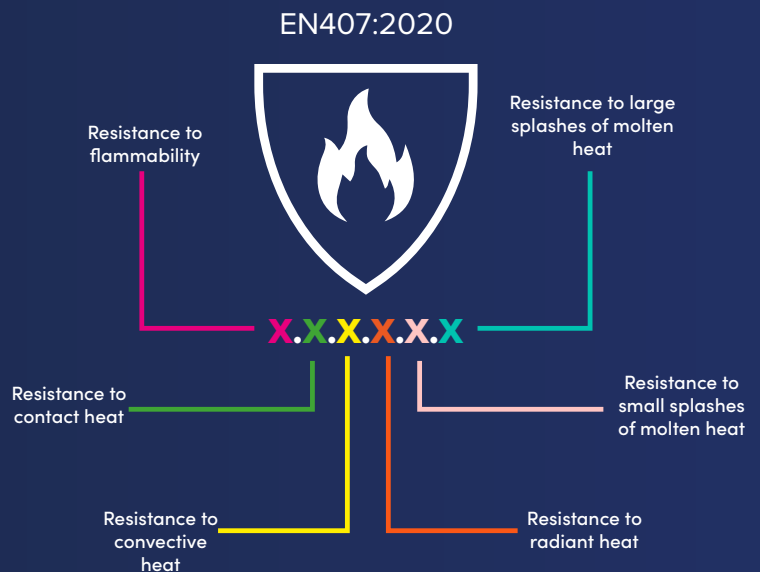 EN407:2020
Resistance to
flammability
Resistance to large
splashes of molten
heat
X.X.X.X.X.X
Resistance to
contact heat
Resistance to
small splashes
of molten heat
Resistance to
convective
heat
Resistance to
radiant heat